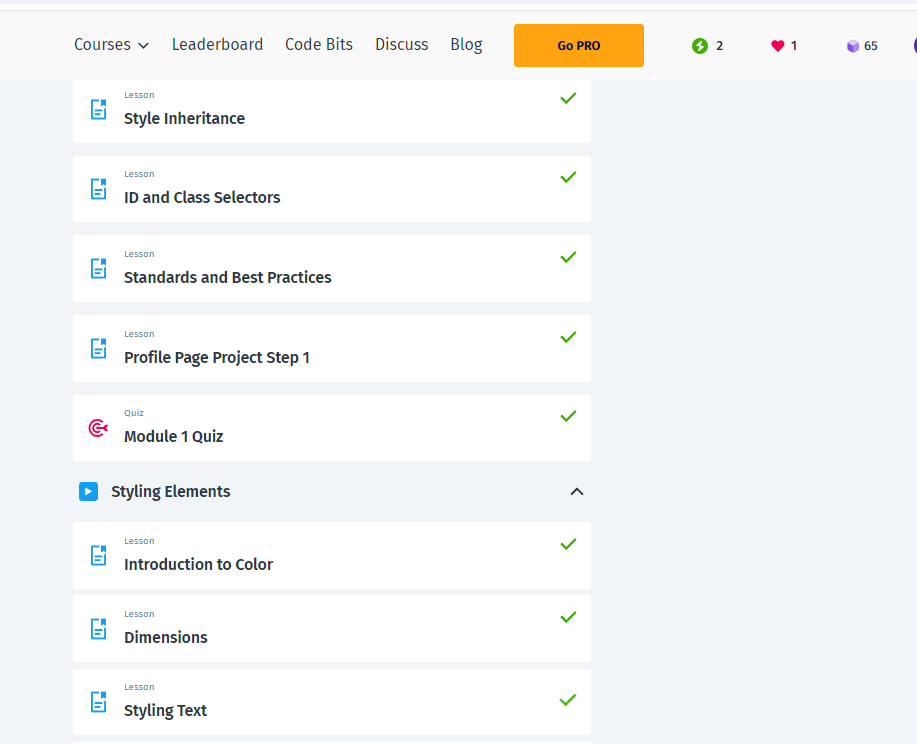 Courses Leaderboard Code Bits Discuss Blog Go PRO 2 1 65
Lesson
Style Inheritance
Lesson
ID and Class Selectors
Lesson
Standards and Best Practices
Lesson
Profile Page Project Step 1
Quiz
Module 1 Quiz
Styling Elements
Lesson
Introduction to Color
Lesson
Dimensions
Lesson
Styling Text